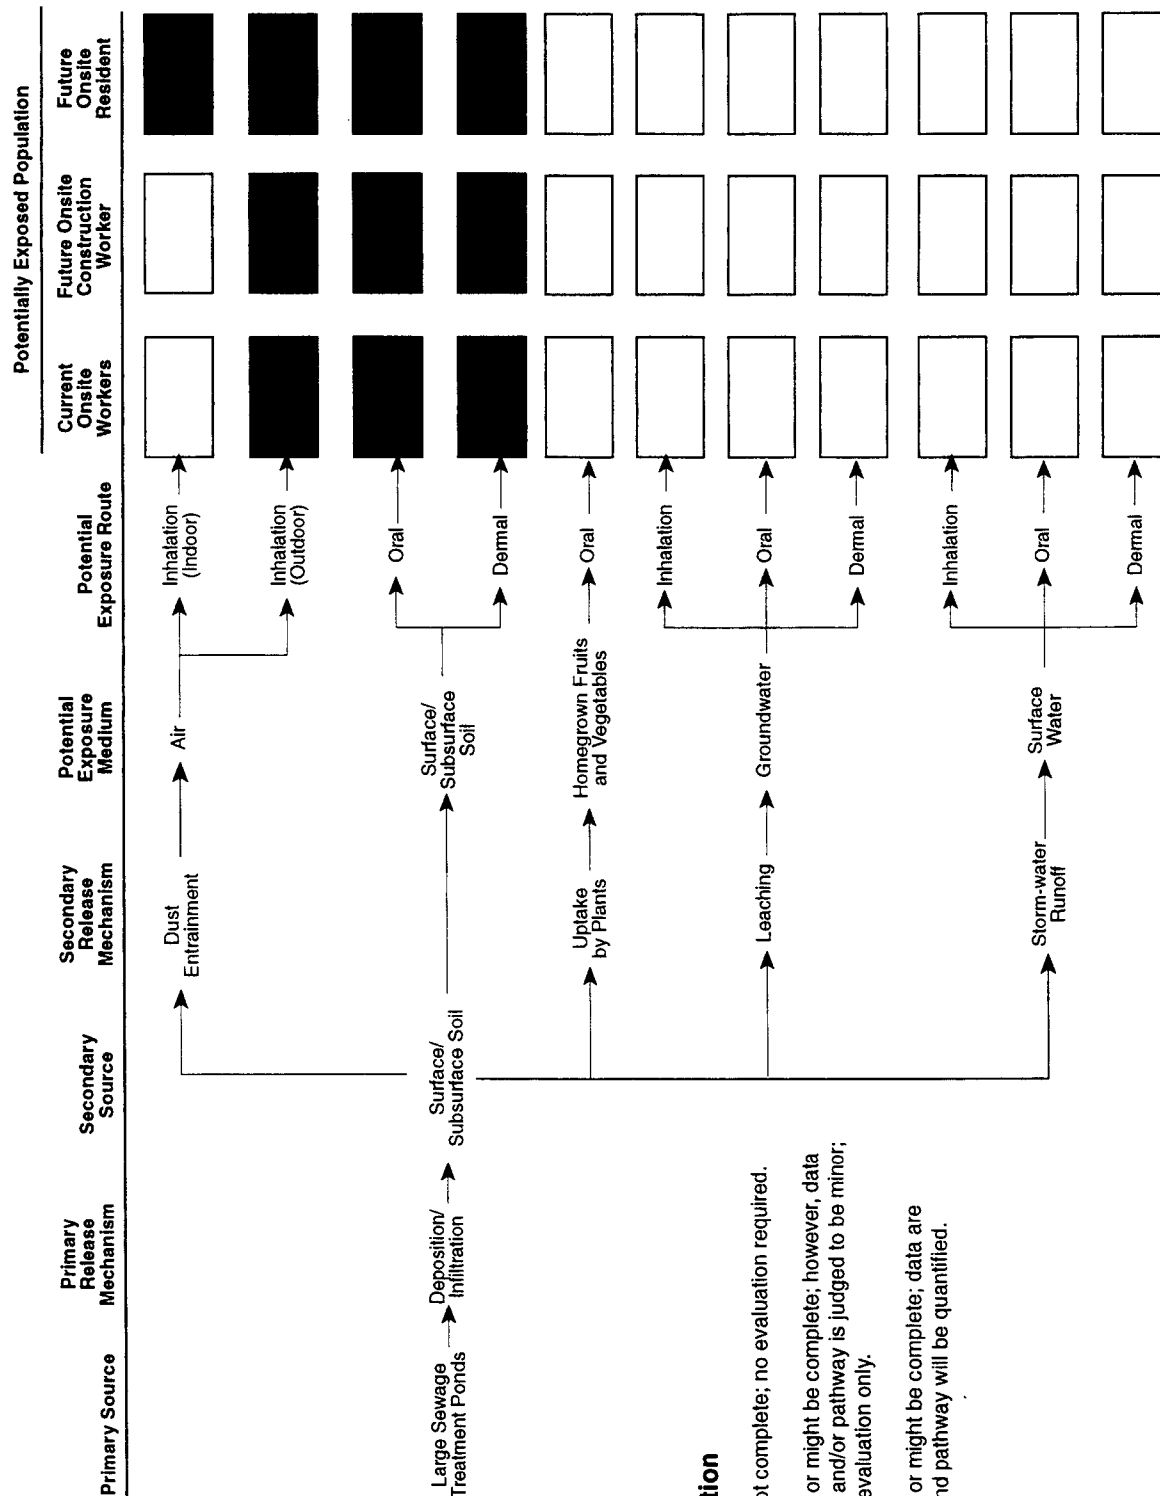 Potentially Exposed Population
Primary Source
Primary
Release
Mechanism
Secondary
Source
Secondary
Release
Mechanism
Potential
Exposure
Medium
Potential
Exposure Route
Current
Onsite
Workers
Future Onsite
Construction
Worker
Future
Onsite
Resident
Large Sewage
Treatment Ponds
Deposition/
Infiltration
Surface/
Subsurface Soil
Dust
Entrainment
Air
Inhalation
(Indoor)
Inhalation
(Outdoor)
Surface/
Subsurface
Soil
Oral
Dermal
Uptake
by Plants
Homegrown Fruits
and Vegetables
Oral
Leaching
Groundwater
Inhalation
Oral
Dermal
Storm-water
Runoff
Surface
Water
Inhalation
Oral
Dermal
complete; no evaluation required.
or might be complete; however, data
and/or pathway is judged to be minor;
evaluation only.
or might be complete; data are
pathway will be quantified.